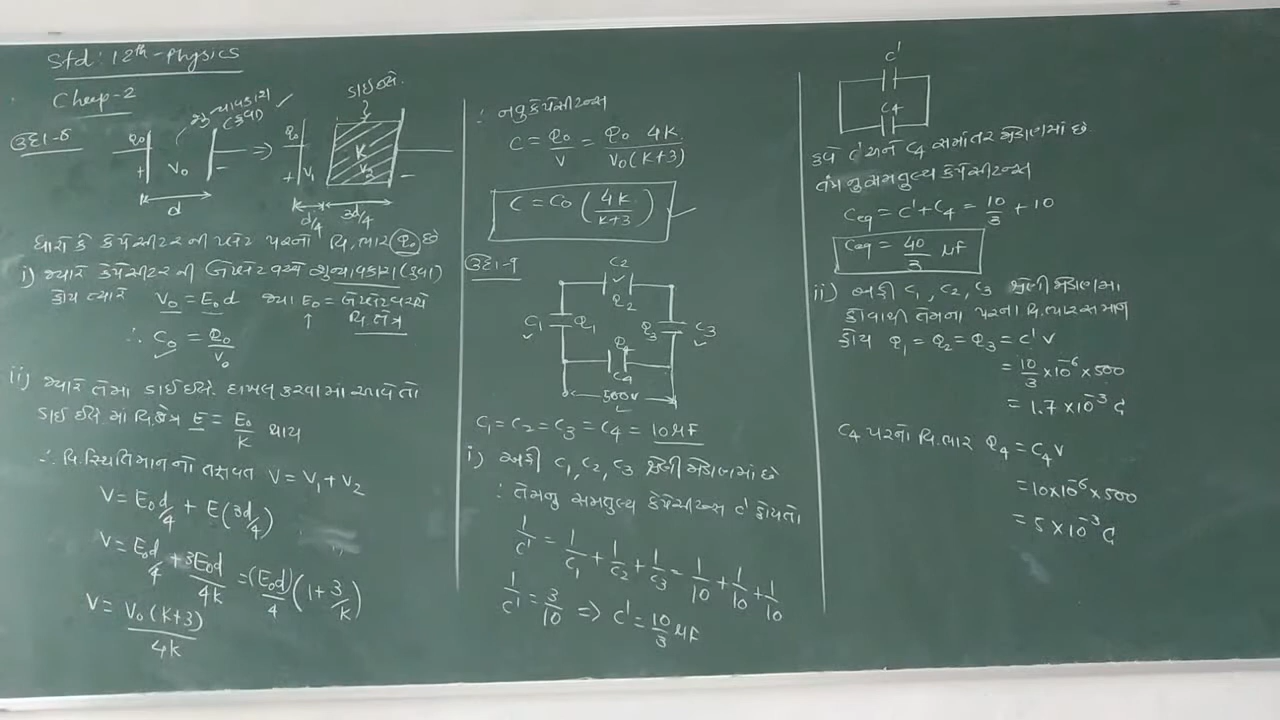 Std: 12th - Physics
Chap-2
ઉદા-8
શૂન્યાવકાશ
(હવા)
ડાઈઇલે.
Q₀
V₀
+
-
⇒
Q₀
V₁
K
V₂
+
-
d
d/4
3d/4
ધારો કે કેપેસીટરની પ્લેટ પરનો વિ.ભાર Q₀ છે
i) જ્યારે કેપેસીટરની બે પ્લેટ વચ્ચે શુન્યાવકાશ (હવા)
હોય ત્યારે V₀ = E₀d જ્યાં E₀ = બે પ્લેટ વચ્ચે
વિ.ક્ષેત્ર
∴ C₀ = Q₀/V₀
ii) જ્યારે તેમાં ડાઈઇલે. દાખલ કરવામાં આવે તો
ડાઈઇલે. માં વિ.ક્ષેત્ર E = E₀/K થાય
∴ વિ.સ્થિતિમાનનો તફાવત V = V₁ + V₂
V = E₀d/4 + E(3d/4)
V = E₀d/4 + 3E₀d/4K = (E₀d)/4 (1 + 3/K)
V = V₀(K+3)/4K
∴ નવુ કેપેસીટન્સ
C = Q₀/V = Q₀ 4K/V₀(K+3)
C = C₀ (4K/K+3)
ઉદા-9
C₂
Q₂
C₁
Q₁
Q₃
C₃
Q₄
C₄
500V
C₁ = C₂ = C₃ = C₄ = 10 μF
i) અહીં C₁, C₂, C₃ શ્રેણી જોડાણમાં છે
∴ તેમનુ સમતુલ્ય કેપેસીટન્સ C' હોય તો
1/C' = 1/C₁ + 1/C₂ + 1/C₃ = 1/10 + 1/10 + 1/10
1/C' = 3/10 ⇒ C' = 10/3 μF
C'
C₄
હવે C' અને C₄ સમાંતર જોડાણમાં છે.
તંત્રનુ સમતુલ્ય કેપેસીટન્સ
Ceq = C' + C₄ = 10/3 + 10
Ceq = 40/3 μF
ii) અહીં C₁, C₂, C₃ શ્રેણી જોડાણમાં
હોવાથી તેમના પરના વિ.ભાર સમાન
હોય Q₁ = Q₂ = Q₃ = C'V
= 10/3 × 10⁻⁶ × 500
= 1.7 × 10⁻³ C
C₄ પરનો વિ.ભાર Q₄ = C₄V
= 10 × 10⁻⁶ × 500
= 5 × 10⁻³ C